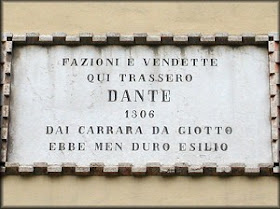 FAZIONI E VENDETTE
QUI TRASSERO
DANTE
1306
DAI CARRARA DA GIOTTO
EBBE MEN DURO ESILIO